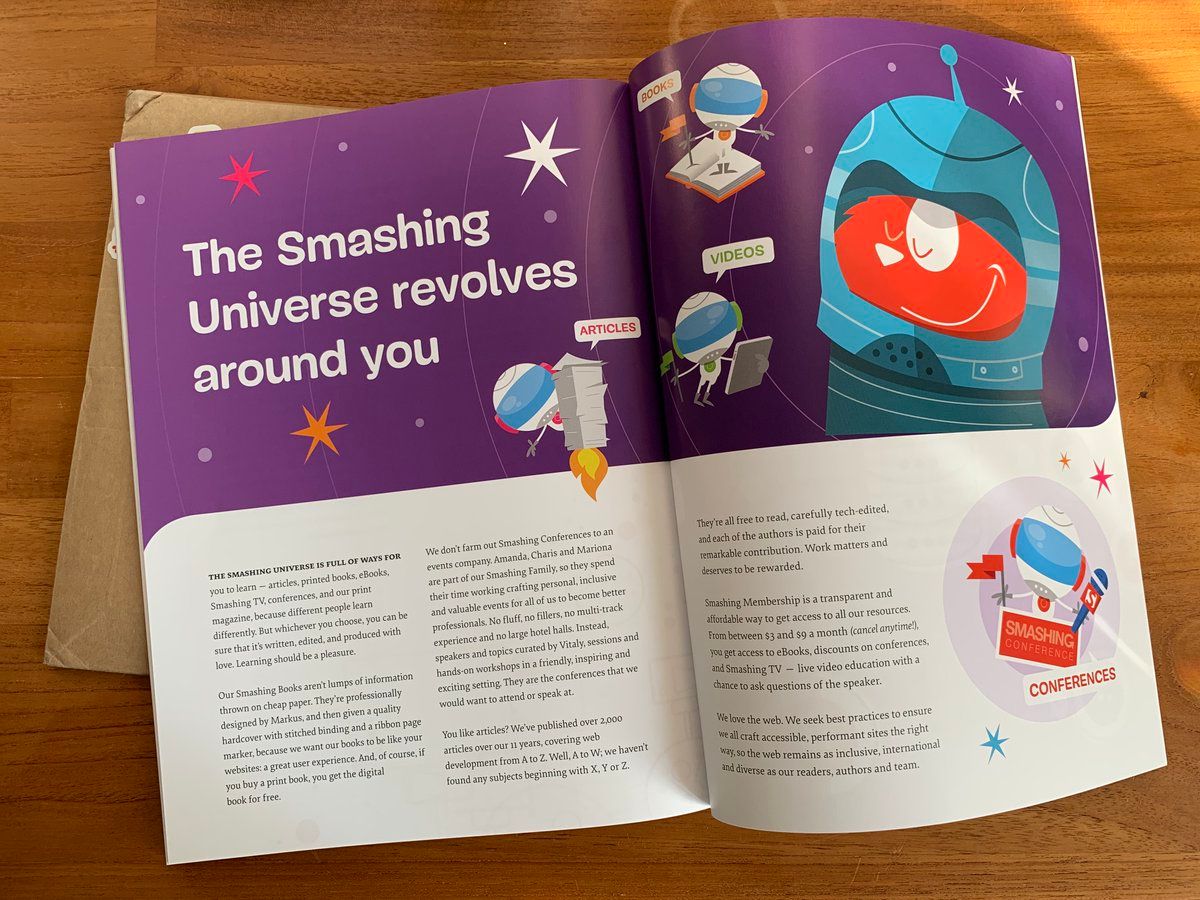 The Smashing
Universe revolves
around you
ARTICLES
BOOKS
VIDEOS
THE SMASHING UNIVERSE IS FULL OF WAYS FOR
you to learn — articles, printed books, eBooks,
Smashing TV, conferences, and our print
magazine, because different people learn
differently. But whichever you choose, you can be
sure that it's written, edited, and produced with
love. Learning should be a pleasure.
Our Smashing Books aren't lumps of information
thrown on cheap paper. They're professionally
designed by Markus, and then given a quality
hardcover with stitched binding and a ribbon page
marker, because we want our books to be like your
websites: a great user experience. And, of course, if
you buy a print book, you get the digital
book for free.
We don't farm out our Smashing Conferences to an
events company. Amanda, Charis and Mariona
are part of our Smashing Family, so they spend
their time working crafting personal, inclusive
and valuable events for all of us to become better
professionals. No fluff, no fillers, no multi-track
experience and no large hotel halls. Instead,
speakers and topics curated by Vitaly, sessions and
hands-on workshops in a friendly, inspiring and
exciting setting. They are the conferences that we
would want to attend or speak at.
You like articles? We've published over 2,000
articles over our 11 years, covering web
development from A to Z. Well, A to W; we haven't
found any subjects beginning with X, Y or Z.
They're all free to read, carefully tech-edited,
and each of the authors is paid for their
remarkable contribution. Work matters and
deserves to be rewarded.
Smashing Membership is a transparent and
affordable way to get access to all our resources.
From between $3 and $9 a month (cancel anytime!),
you get access to eBooks, discounts on conferences,
and Smashing TV — live video education with a
chance to ask questions of the speaker.
We love the web. We seek best practices to ensure
we all craft accessible, performant sites the right
way, so the web remains as inclusive, international
and diverse as our readers, authors and team.
S
SMASHING
CONFERENCE
CONFERENCES